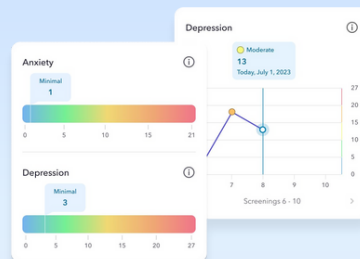 Depression
Moderate
13
Today, July 1, 2023
27
20
15
10
5
0
7 8 9 10
Screenings 6 - 10
Anxiety
Minimal
1
0 5 10 15 21
Depression
Minimal
3
0 5 10 15 20 27